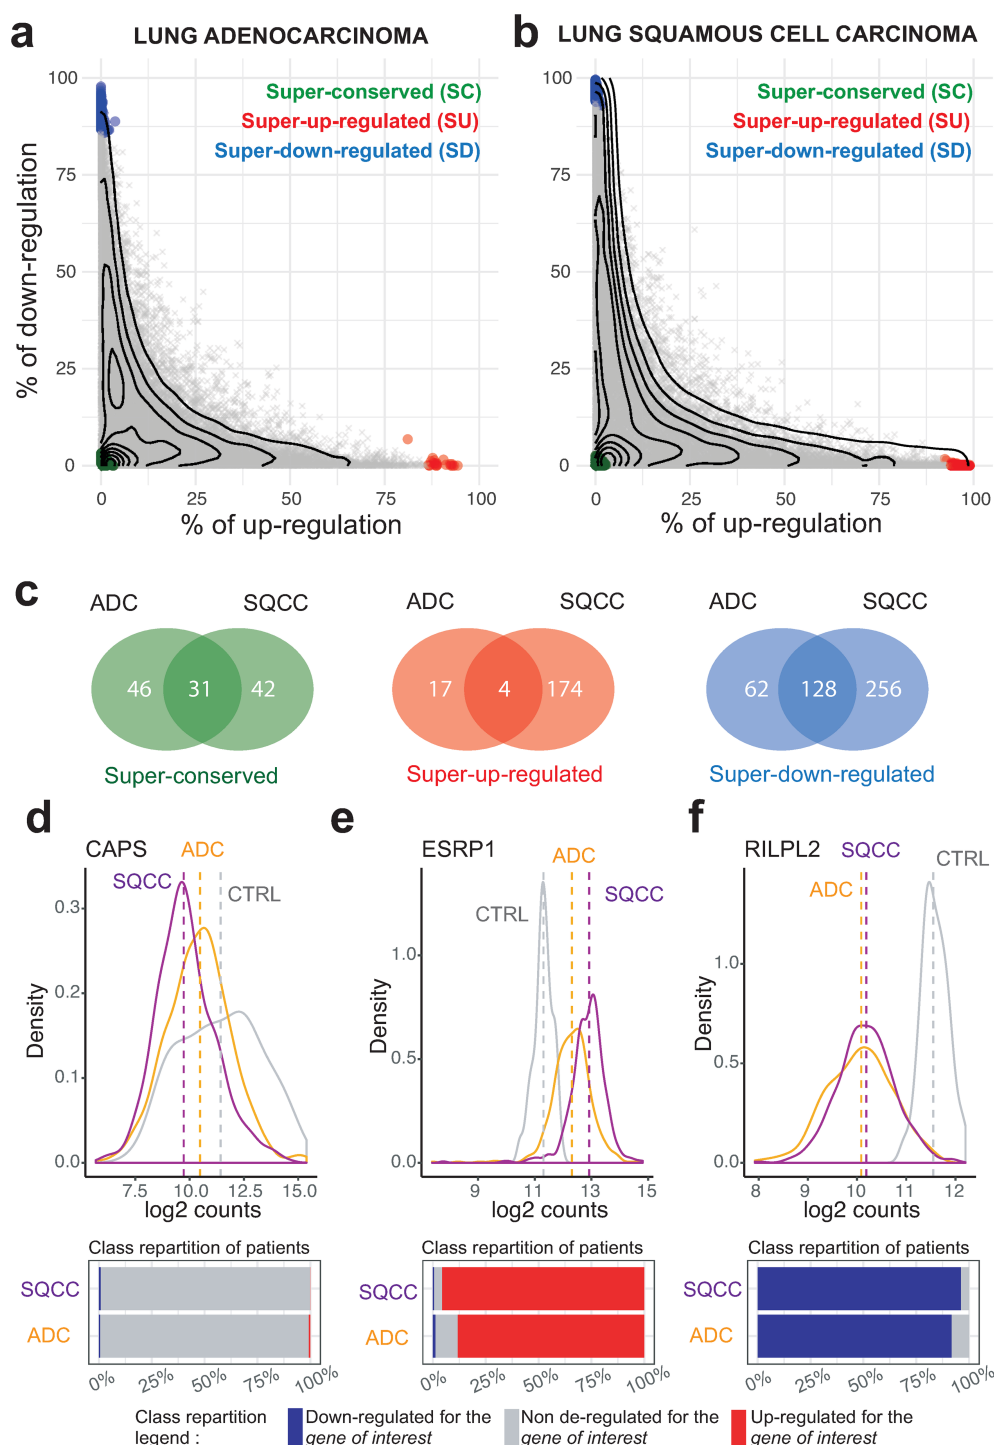 a
LUNG ADENOCARCINOMA
b
LUNG SQUAMOUS CELL CARCINOMA
100
75
50
25
0
% of down-regulation
Super-conserved (SC)
Super-up-regulated (SU)
Super-down-regulated (SD)
0 25 50 75 100
% of up-regulation
100
75
50
25
0
Super-conserved (SC)
Super-up-regulated (SU)
Super-down-regulated (SD)
0 25 50 75 100
% of up-regulation
c
ADC SQCC
46 31 42
Super-conserved
ADC SQCC
17 4 174
Super-up-regulated
ADC SQCC
62 128 256
Super-down-regulated
d
CAPS
ADC
SQCC
CTRL
0.3
0.2
0.1
0.0
Density
7.5 10.0 12.5 15.0
log2 counts
e
ESRP1
ADC
CTRL
SQCC
1.0
0.5
0.0
Density
9 11 13 15
log2 counts
f
RILPL2
SQCC
CTRL
ADC
1.0
0.5
0.0
Density
8 9 10 11 12
log2 counts
Class repartition of patients
SQCC
ADC
0% 25% 50% 75% 100%
Class repartition of patients
SQCC
ADC
0% 25% 50% 75% 100%
Class repartition of patients
SQCC
ADC
0% 25% 50% 75% 100%
Class repartition
legend :
Down-regulated for the
gene of interest
Non de-regulated for the
gene of interest
Up-regulated for the
gene of interest